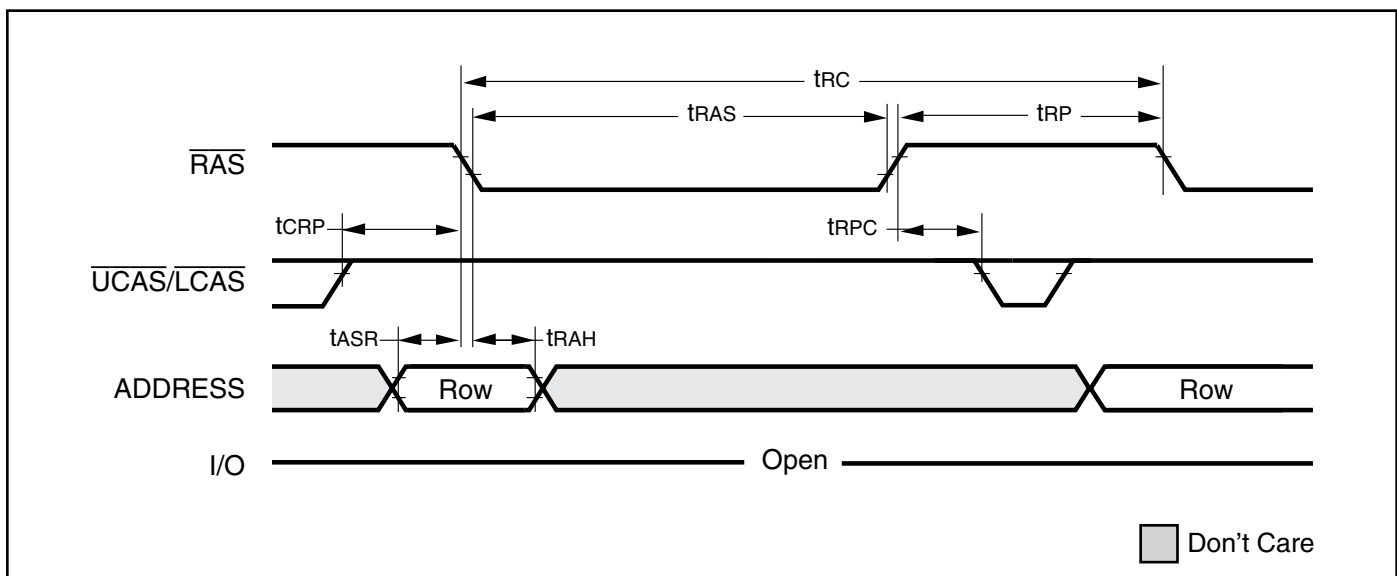 tRC
tRAS
tRP
RAS
tCRP
tRPC
UCAS/LCAS
tASR
tRAH
ADDRESS
Row
Row
I/O
Open
Don't Care